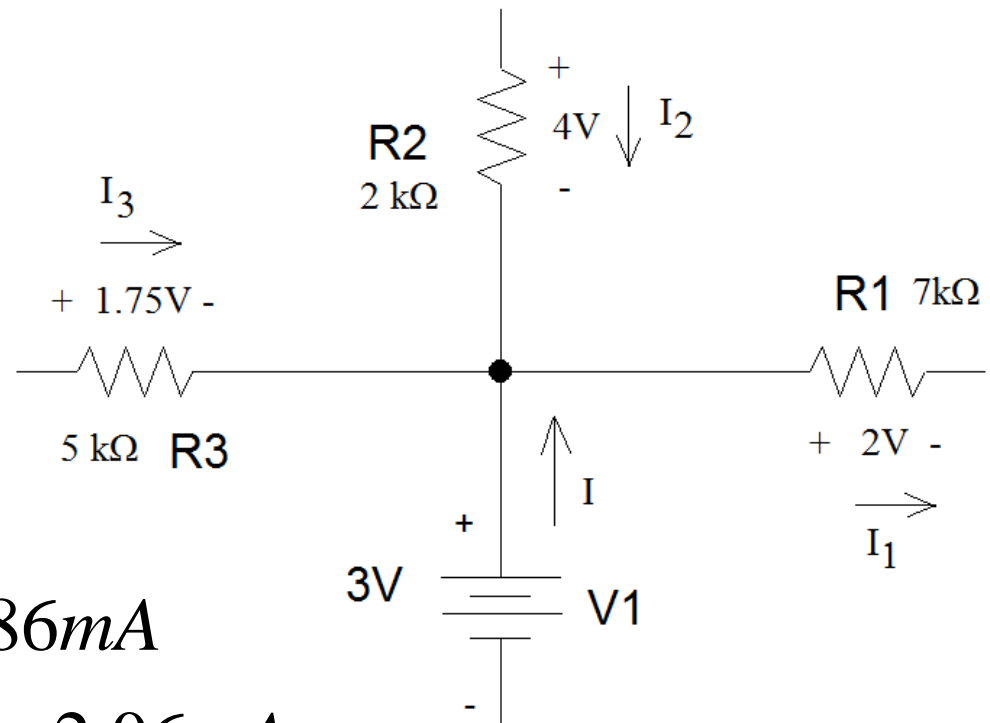 +
R2 4V I2
2 kΩ -
I3
+ 1.75V -
R1 7kΩ
5 kΩ R3
+ 2V -
I
I1
+
3V V1
86mA
-